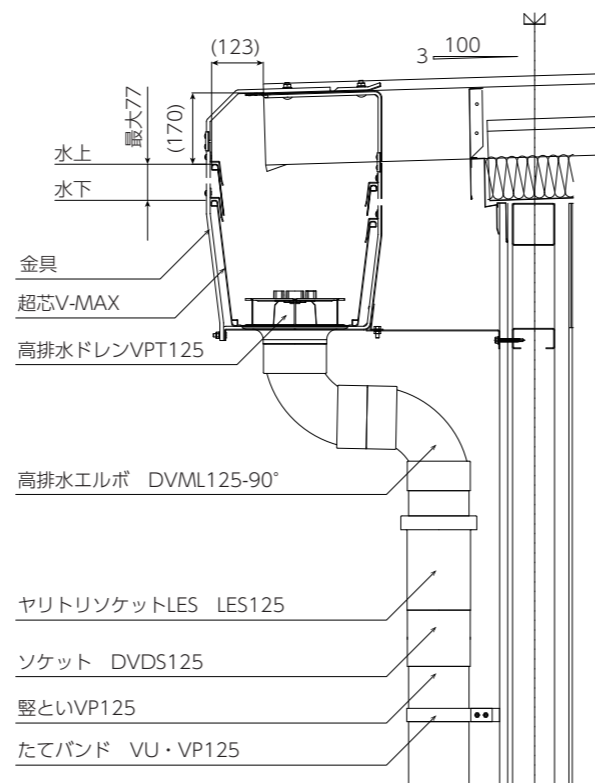 (123)
3 100
最大77
(170)
水上
水下
金具
超芯V-MAX
高排水ドレンVPT125
高排水エルボ DVML125-90°
ヤリトリソケットLES LES125
ソケット DVDS125
竪といVP125
たてバンド VU・VP125